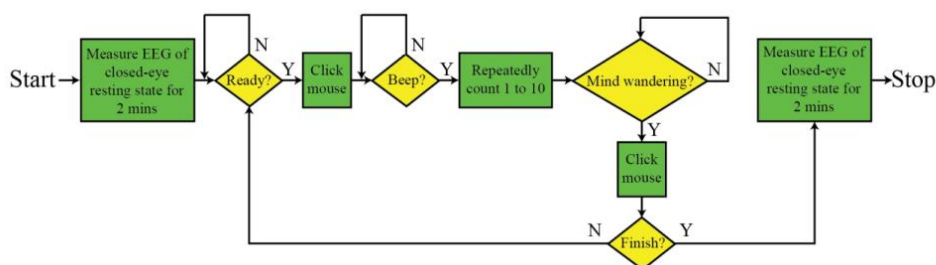 Start
Measure EEG of
closed-eye
resting state for
2 mins
N
Ready?
Y
Click
mouse
N
Beep?
Y
Repeatedly
count 1 to 10
Mind wandering?
N
Y
Click
mouse
N
Finish?
Y
Measure EEG of
closed-eye
resting state for
2 mins
Stop